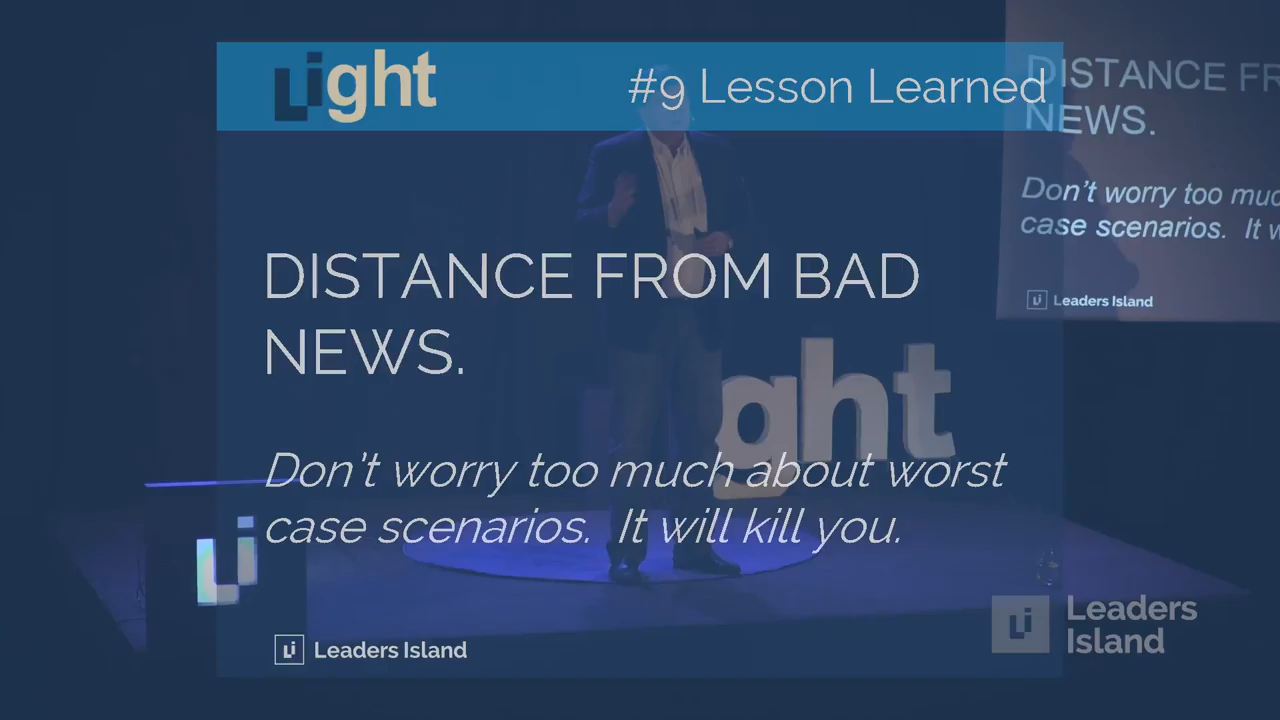 Light
#9 Lesson Learned
DISTANCE FROM BAD
NEWS.
Don't worry too much about worst
case scenarios. It will kill you.
Leaders Island
DISTANCE FR
NEWS.
Don't worry too muc
case scenarios. It w
Leaders Island
ght
Li
Leaders
Island